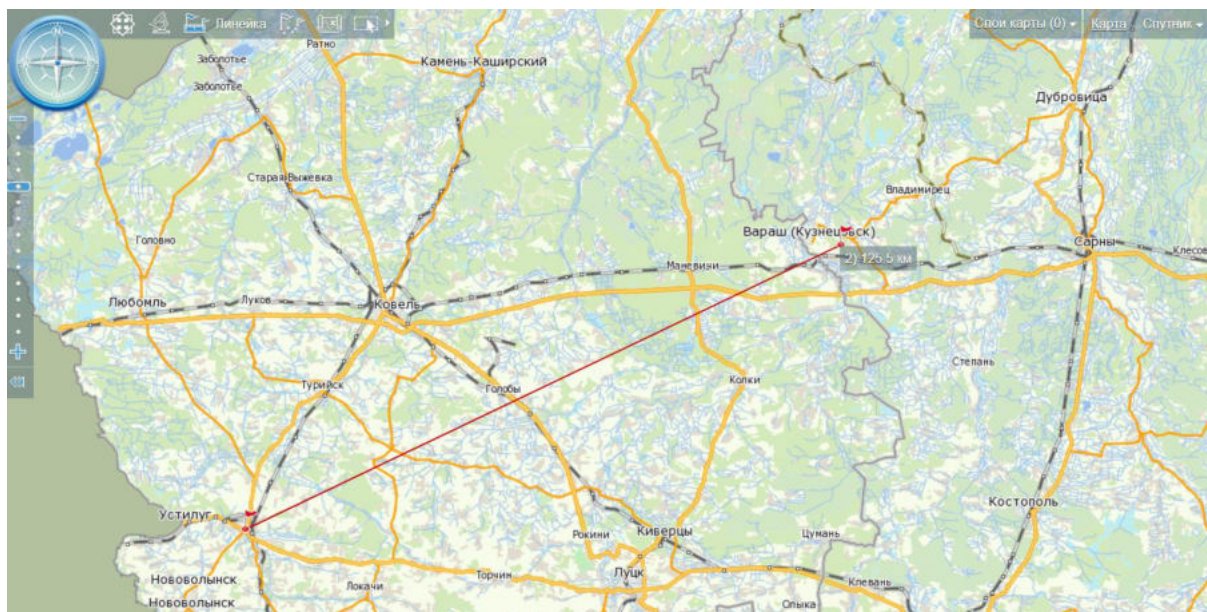 N
Линейка
Свои карты (0)
Карта
Спутник
Ратно
Заболотье
Камень-Каширский
Заболотье
Дубровица
Старая Выжевка
Владимирец
Вараш (Кузнецовск)
Головно
Сарны
Клесов
2) 125.5 км
Маневичи
Любомль
Луков
Ковель
Степань
Турийск
Голобы
Колки
Костополь
Устилуг
Рокини
Киверцы
Цумань
Луцк
Торчин
Нововолынск
Локачи
Клевань
Нововолынск
Олыка